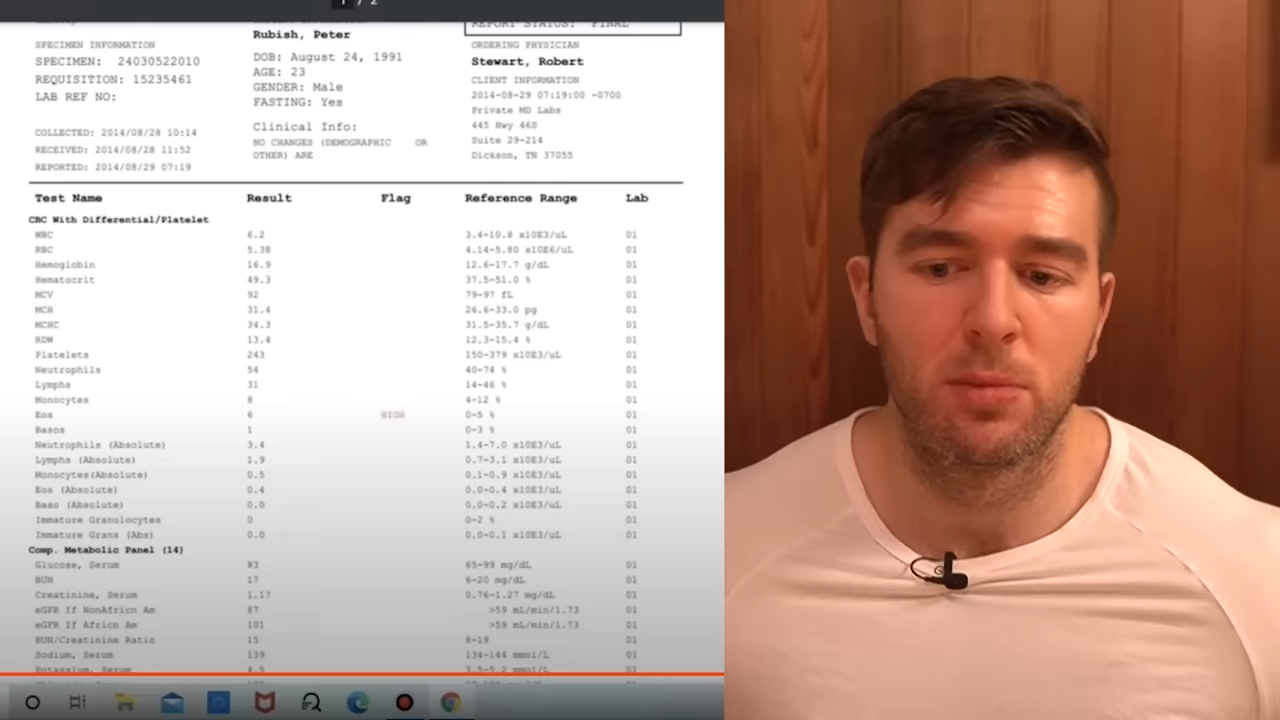 1 / 2
REPORT STATUS: FINAL
SPECIMEN INFORMATION
SPECIMEN: 24030522010
REQUISITION: 15235461
LAB REF NO:
COLLECTED: 2014/08/28 10:14
RECEIVED: 2014/08/28 11:52
REPORTED: 2014/08/29 07:19
Rubish, Peter
DOB: August 24, 1991
AGE: 23
GENDER: Male
FASTING: Yes
Clinical Info:
NO CHANGES (DEMOGRAPHIC OR
OTHER) ARE
ORDERING PHYSICIAN
Stewart, Robert
CLIENT INFORMATION
2014-08-29 07:19:00 -0700
Private MD Labs
445 Hwy 46S
Suite 29-214
Dickson, TN 37055
Test Name Result Flag Reference Range Lab
CBC With Differential/Platelet
WBC 6.2 3.4-10.8 x10E3/uL 01
RBC 5.38 4.14-5.80 x10E6/uL 01
Hemoglobin 16.9 12.6-17.7 g/dL 01
Hematocrit 49.3 37.5-51.0 % 01
MCV 92 79-97 fL 01
MCH 31.4 26.6-33.0 pg 01
MCHC 34.3 31.5-35.7 g/dL 01
RDW 13.4 12.3-15.4 % 01
Platelets 243 150-379 x10E3/uL 01
Neutrophils 54 40-74 % 01
Lymphs 31 14-46 % 01
Monocytes 8 4-12 % 01
Eos 6 HIGH 0-5 % 01
Basos 1 0-3 % 01
Neutrophils (Absolute) 3.4 1.4-7.0 x10E3/uL 01
Lymphs (Absolute) 1.9 0.7-3.1 x10E3/uL 01
Monocytes(Absolute) 0.5 0.1-0.9 x10E3/uL 01
Eos (Absolute) 0.4 0.0-0.4 x10E3/uL 01
Baso (Absolute) 0.0 0.0-0.2 x10E3/uL 01
Immature Granulocytes 0 0-2 % 01
Immature Grans (Abs) 0.0 0.0-0.1 x10E3/uL 01
Comp. Metabolic Panel (14)
Glucose, Serum 83 65-99 mg/dL 01
BUN 17 6-20 mg/dL 01
Creatinine, Serum 1.17 0.76-1.27 mg/dL 01
eGFR If NonAfricn Am 87 >59 mL/min/1.73 01
eGFR If Africn Am 101 >59 mL/min/1.73 01
BUN/Creatinine Ratio 15 8-19 01
Sodium, Serum 139 134-144 mmol/L 01
Potassium, Serum 4.5 3.5-5.2 mmol/L 01